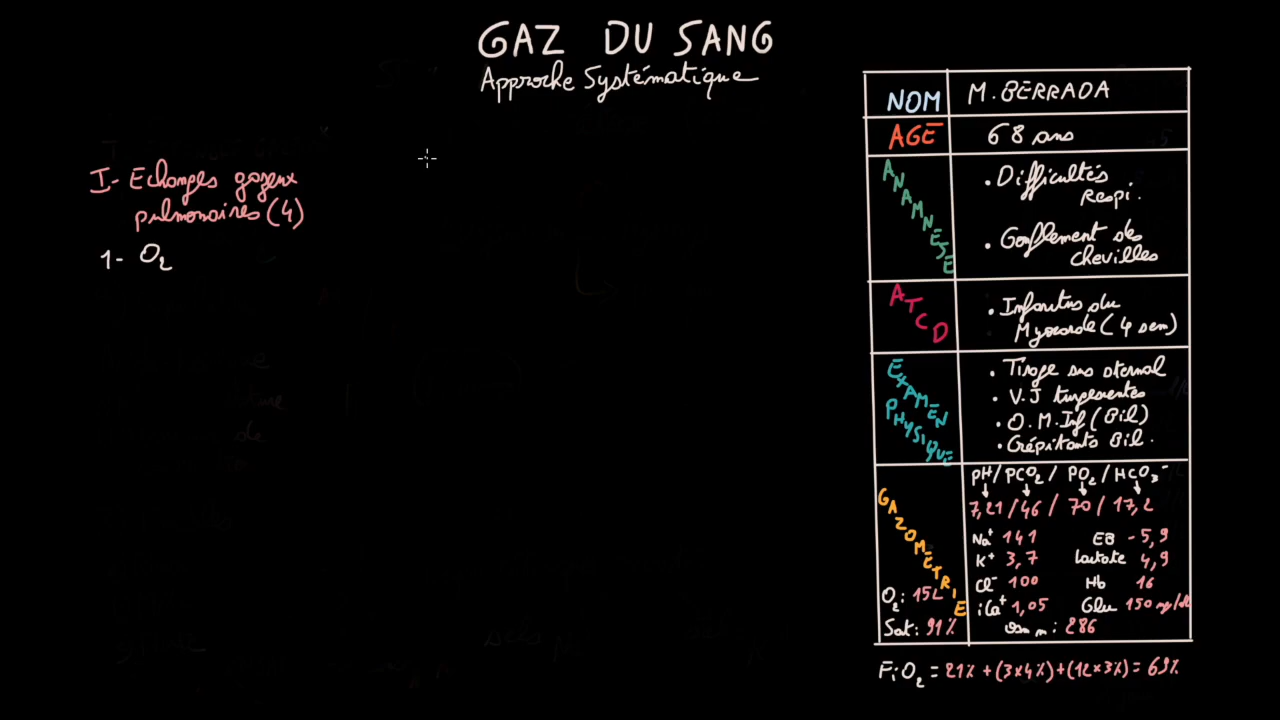 GAZ DU SANG
Approche Systématique
I- Echanges gazeux
pulmonaires (4)
1- O₂
NOM M. BERRADA
AGE 68 ans
ANAMNESE
• Difficultés
Respi.
• Gonflement des
chevilles
ATCD
• Infarctus du
Myocarde (4 sem)
EXAMEN
PHYSIQUE
• Tirage sus sternal
• V.J turgescentes
• O.M.Inf (Bil)
• Crépitants Bil.
GAZOMETRIE
pH/ PCO₂ / PO₂ / HCO₃⁻
7,21 / 46 / 70 / 17,2
Na⁺ 141 EB -5,9
K⁺ 3,7 lactate 4,9
Cl⁻ 100 Hb 16
O₂: 15L iCa⁺ 1,05 Glu 150 mg/dl
Sat: 91% Osm m: 286
FiO₂ = 21% + (3x4%) + (12x3%) = 69%